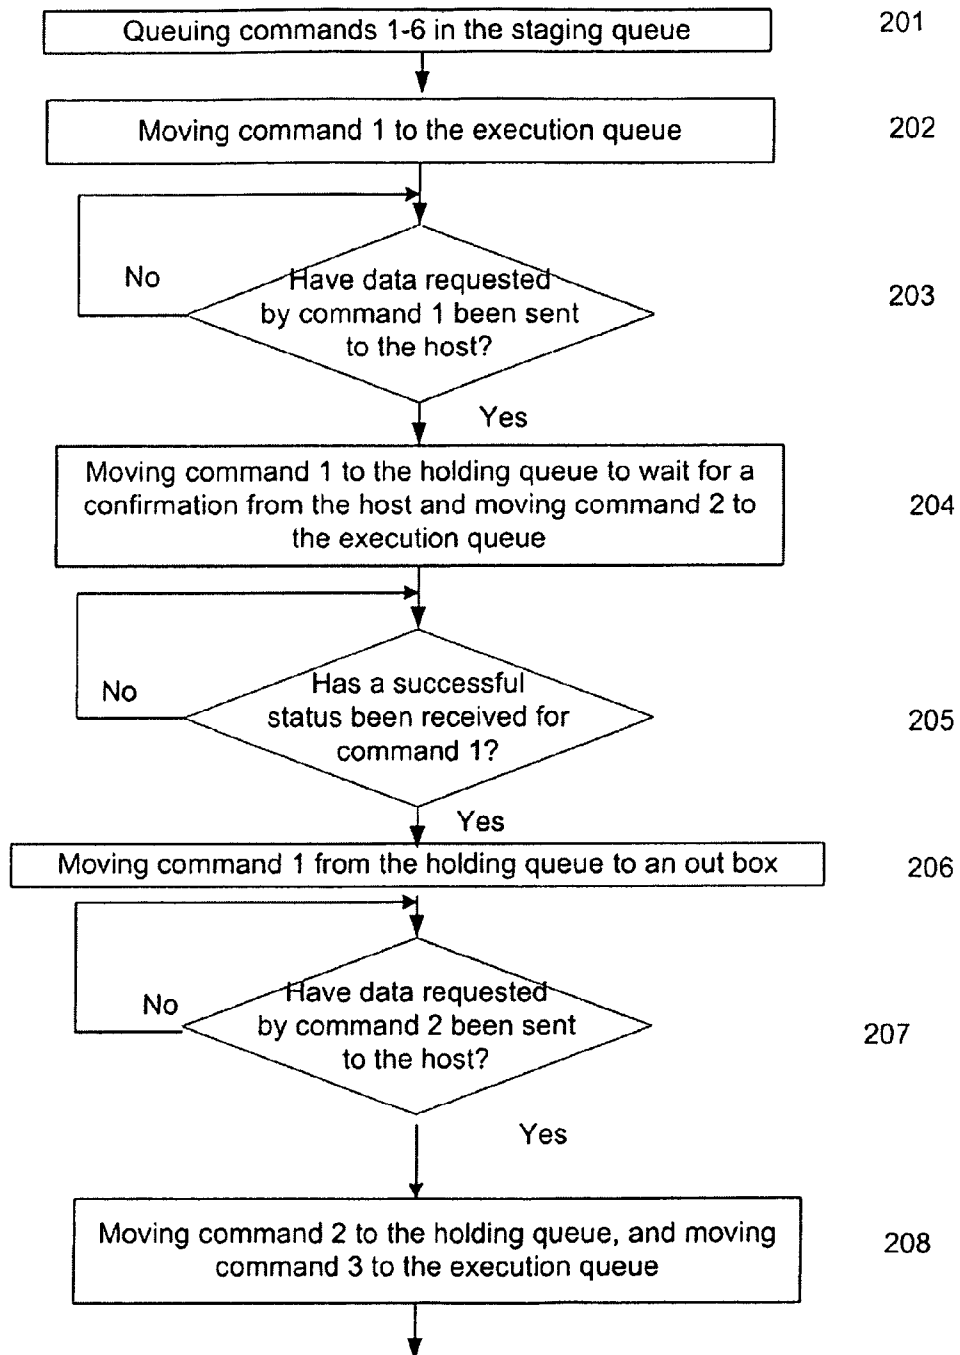 Queuing commands 1-6 in the staging queue
201
Moving command 1 to the execution queue
202
No
Have data requested
by command 1 been sent
to the host?
203
Yes
Moving command 1 to the holding queue to wait for a
confirmation from the host and moving command 2 to
the execution queue
204
No
Has a successful
status been received for
command 1?
205
Yes
Moving command 1 from the holding queue to an out box
206
No
Have data requested
by command 2 been sent
to the host?
207
Yes
Moving command 2 to the holding queue, and moving
command 3 to the execution queue
208